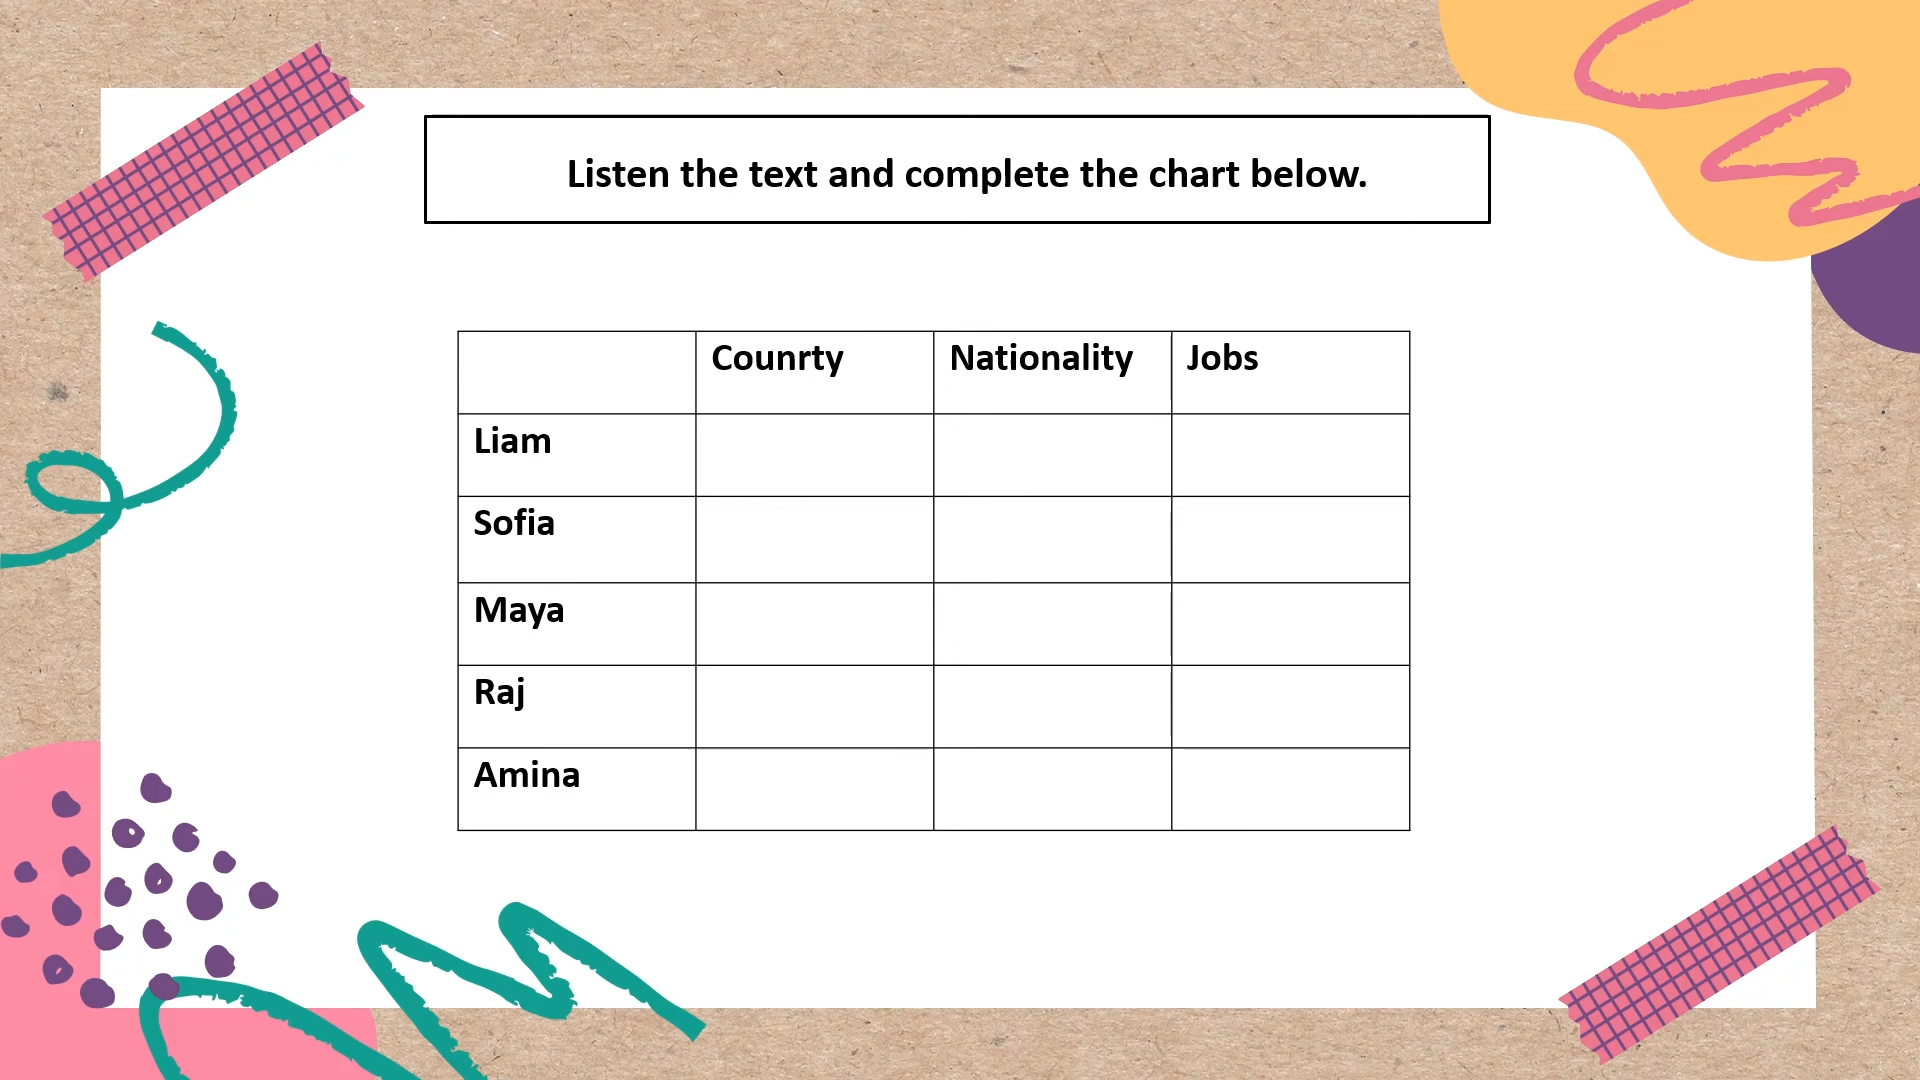 Listen the text and complete the chart below.
Counrty Nationality Jobs
Liam
Sofia
Maya
Raj
Amina